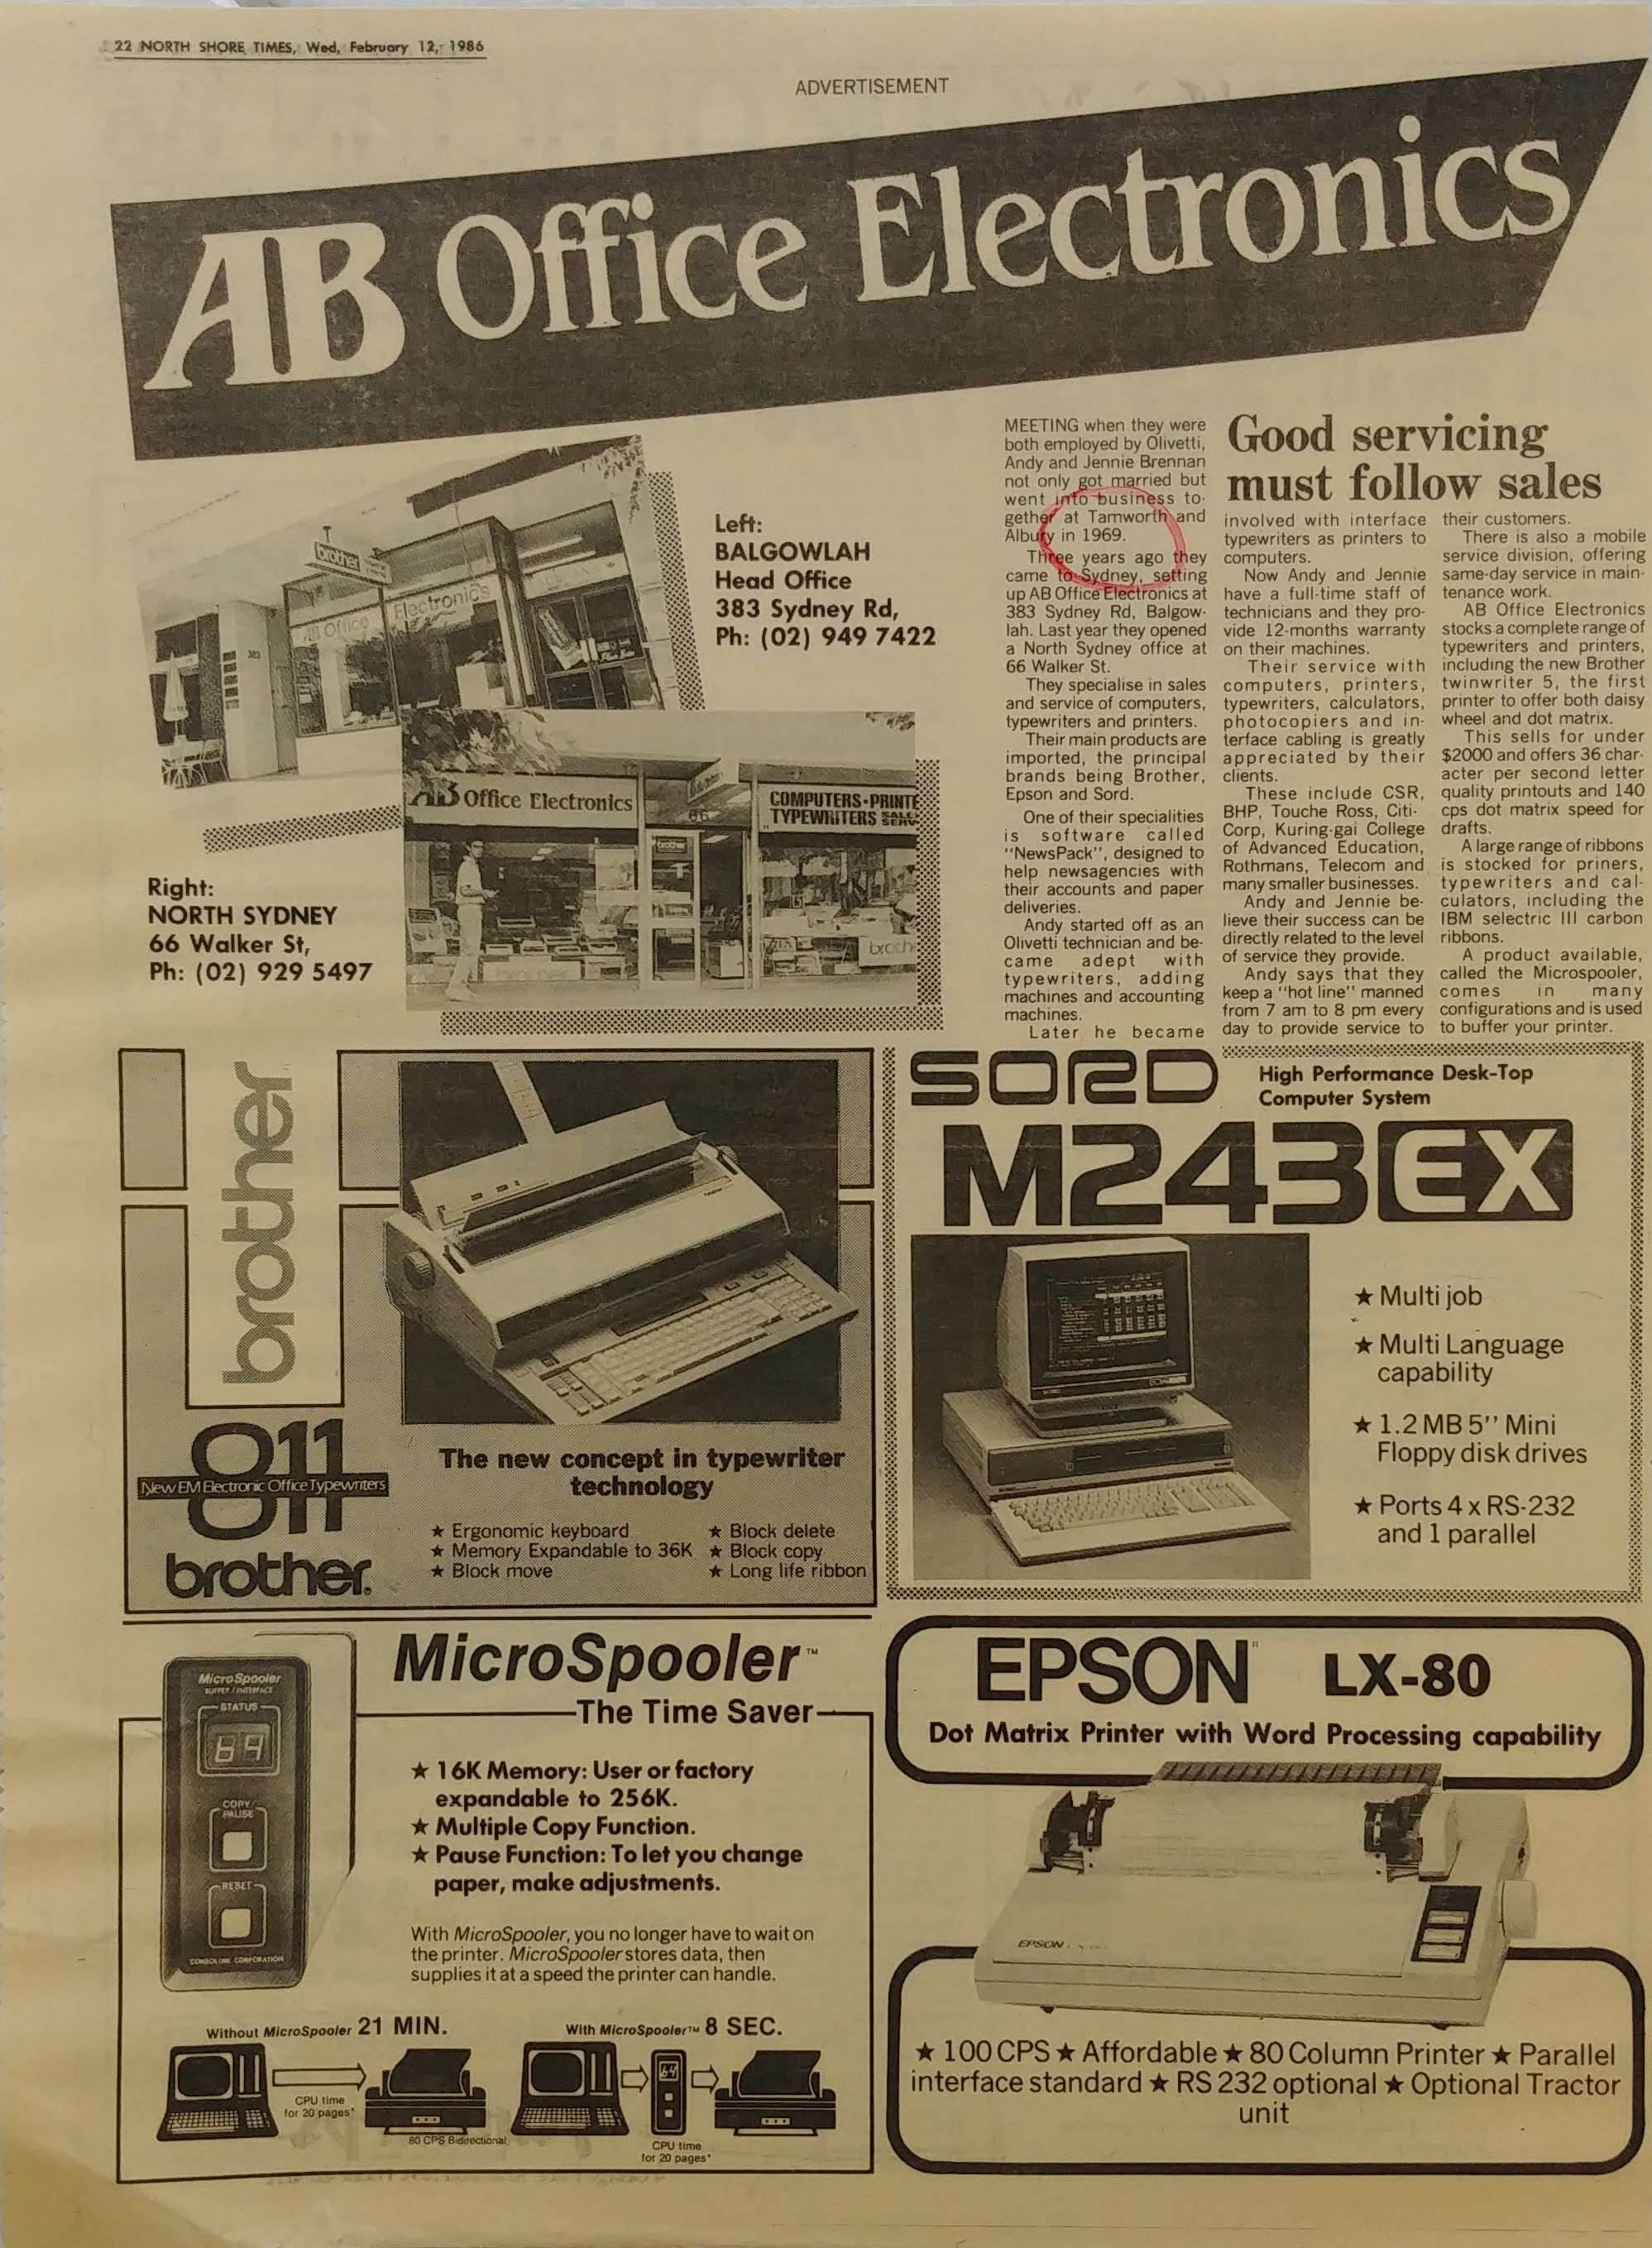 22 NORTH SHORE TIMES, Wed, February 12, 1986
ADVERTISEMENT
AB Office Electronics
brother
AB Office Electronics
383
Left:
BALGOWLAH
Head Office
383 Sydney Rd,
Ph: (02) 949 7422
AB Office Electronics
66
COMPUTERS•PRINTE
TYPEWRITERS SALE
SERV
brother
brother
broth
Right:
NORTH SYDNEY
66 Walker St,
Ph: (02) 929 5497
Good servicing
must follow sales
MEETING when they were
both employed by Olivetti,
Andy and Jennie Brennan
not only got married but
went into business to-
gether at Tamworth and
Albury in 1969.
Three years ago they
came to Sydney, setting
up AB Office Electronics at
383 Sydney Rd, Balgow-
lah. Last year they opened
a North Sydney office at
66 Walker St.
They specialise in sales
and service of computers,
typewriters and printers.
Their main products are
imported, the principal
brands being Brother,
Epson and Sord.
One of their specialities
is software called
"NewsPack", designed to
help newsagencies with
their accounts and paper
deliveries.
Andy started off as an
Olivetti technician and be-
came adept with
typewriters, adding
machines and accounting
machines.
Later he became
involved with interface
typewriters as printers to
computers.
Now Andy and Jennie
have a full-time staff of
technicians and they pro-
vide 12-months warranty
on their machines.
Their service with
computers, printers,
typewriters, calculators,
photocopiers and in-
terface cabling is greatly
appreciated by their
clients.
These include CSR,
BHP, Touche Ross, Citi-
Corp, Kuring-gai College
of Advanced Education,
Rothmans, Telecom and
many smaller businesses.
Andy and Jennie be-
lieve their success can be
directly related to the level
of service they provide.
Andy says that they
keep a "hot line" manned
from 7 am to 8 pm every
day to provide service to
their customers.
There is also a mobile
service division, offering
same-day service in main-
tenance work.
AB Office Electronics
stocks a complete range of
typewriters and printers,
including the new Brother
twinwriter 5, the first
printer to offer both daisy
wheel and dot matrix.
This sells for under
$2000 and offers 36 char-
acter per second letter
quality printouts and 140
cps dot matrix speed for
drafts.
A large range of ribbons
is stocked for priners,
typewriters and cal-
culators, including the
IBM selectric III carbon
ribbons.
A product available,
called the Microspooler,
comes in many
configurations and is used
to buffer your printer.
brother
811
New EM Electronic Office Typewriters
brother.
The new concept in typewriter
technology
★ Ergonomic keyboard
★ Memory Expandable to 36K
★ Block move
★ Block delete
★ Block copy
★ Long life ribbon
SORD
High Performance Desk-Top
Computer System
M243EX
★ Multi job
★ Multi Language
capability
★ 1.2 MB 5'' Mini
Floppy disk drives
★ Ports 4 x RS-232
and 1 parallel
MicroSpooler™
The Time Saver
MicroSpooler
BUFFER / INTERFACE
STATUS
64
COPY/
PAUSE
RESET
CONSOLINK CORPORATION
★ 16K Memory: User or factory
expandable to 256K.
★ Multiple Copy Function.
★ Pause Function: To let you change
paper, make adjustments.
With MicroSpooler, you no longer have to wait on
the printer. MicroSpooler stores data, then
supplies it at a speed the printer can handle.
Without MicroSpooler 21 MIN.
CPU time
for 20 pages*
80 CPS Bidirectional
With MicroSpooler™ 8 SEC.
64
CPU time
for 20 pages*
EPSON LX-80
Dot Matrix Printer with Word Processing capability
EPSON
★ 100 CPS ★ Affordable ★ 80 Column Printer ★ Parallel
interface standard ★ RS 232 optional ★ Optional Tractor
unit